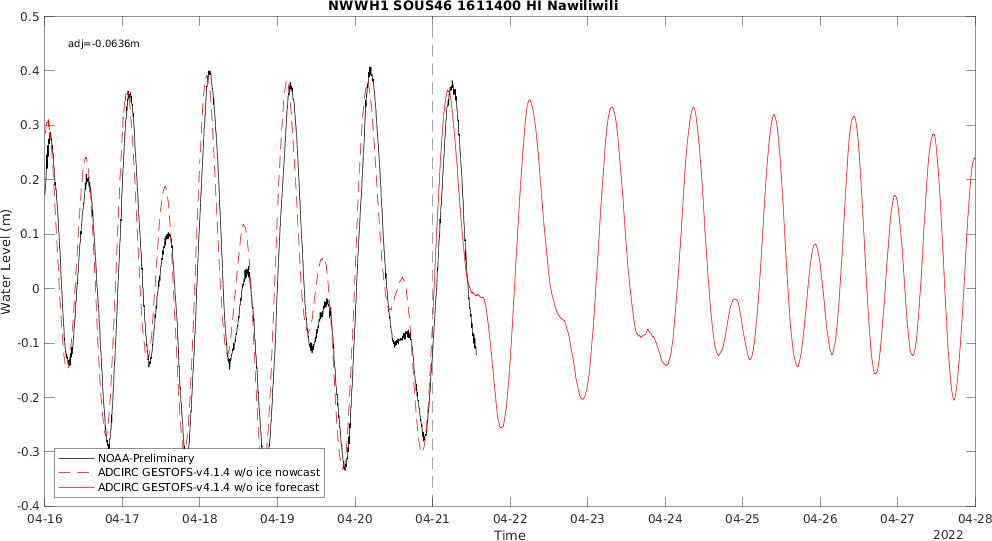 NWWH1 SOUS46 1611400 HI Nawiliwili
adj=-0.0636m
0.5
0.4
0.3
0.2
0.1
0
-0.1
-0.2
-0.3
-0.4
Water Level (m)
NOAA-Preliminary
ADCIRC GESTOFS-v4.1.4 w/o ice nowcast
ADCIRC GESTOFS-v4.1.4 w/o ice forecast
04-16 04-17 04-18 04-19 04-20 04-21 04-22 04-23 04-24 04-25 04-26 04-27 04-28
Time
2022